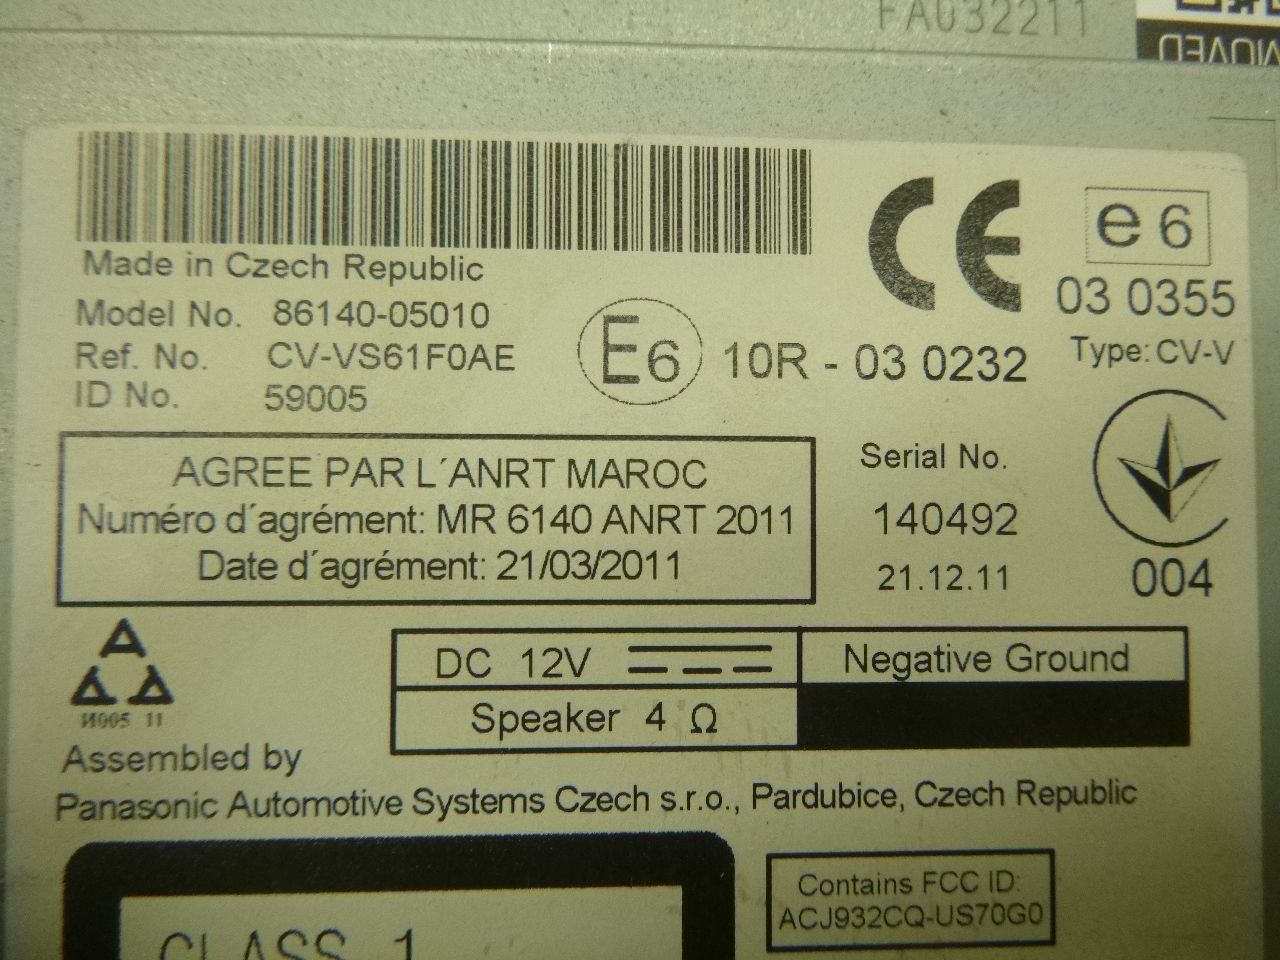 FA032211
MOVED
Made in Czech Republic
Model No. 86140-05010
Ref. No. CV-VS61F0AE
ID No. 59005
CE
e6
03 0355
Type:CV-V
E6 10R - 03 0232
AGREE PAR L´ANRT MAROC
Numéro d´agrément: MR 6140 ANRT 2011
Date d´agrément: 21/03/2011
Serial No.
140492
21.12.11
004
DC 12V
Negative Ground
Speaker 4 Ω
И005 11
Assembled by
Panasonic Automotive Systems Czech s.r.o., Pardubice, Czech Republic
Contains FCC ID:
ACJ932CQ-US70G0
CLASS 1